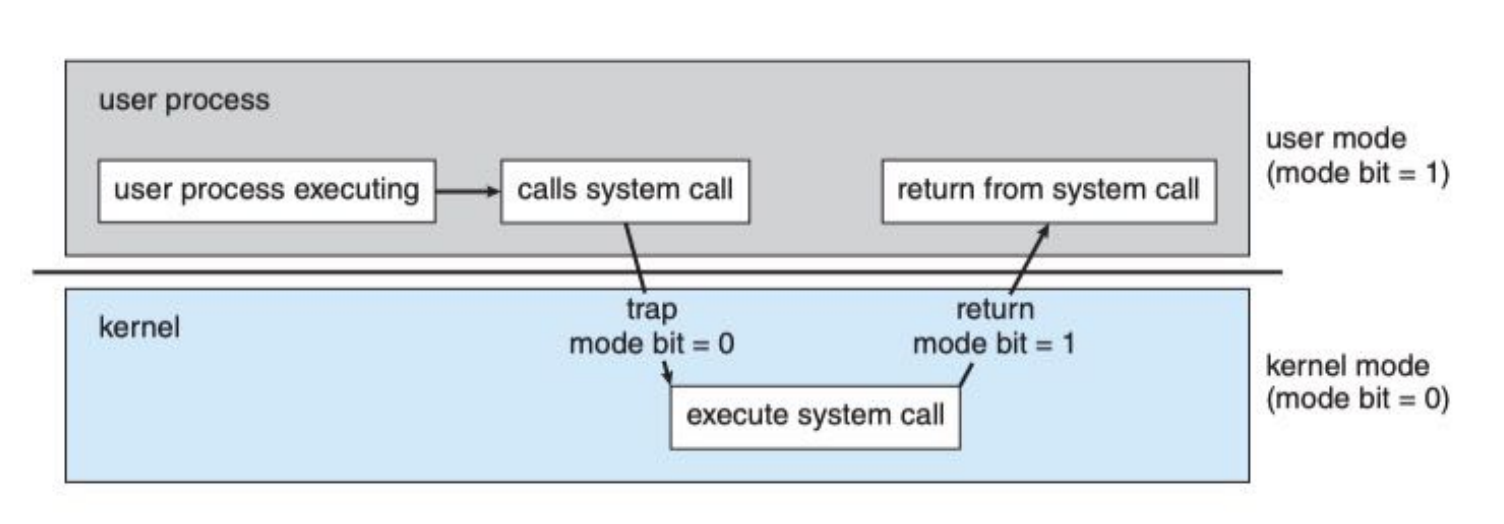 user process
user process executing
calls system call
return from system call
user mode
(mode bit = 1)
kernel
trap
mode bit = 0
return
mode bit = 1
execute system call
kernel mode
(mode bit = 0)